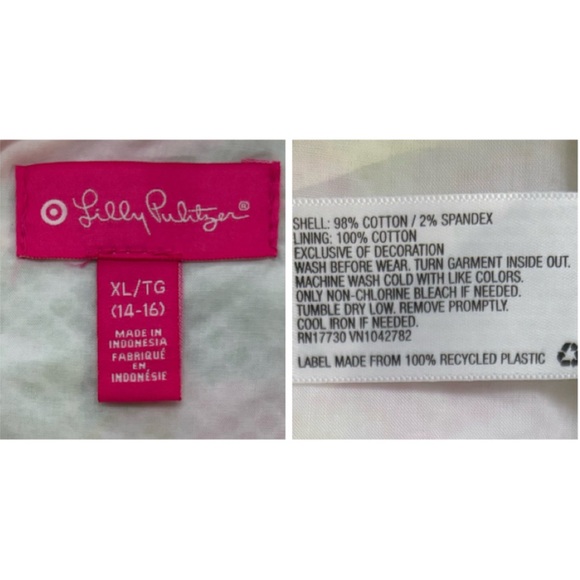 Lilly Pulitzer®
XL/TG
(14-16)
MADE IN
INDONESIA
FABRIQUÉ
EN
INDONÉSIE
SHELL: 98% COTTON / 2% SPANDEX
LINING: 100% COTTON
EXCLUSIVE OF DECORATION
WASH BEFORE WEAR. TURN GARMENT INSIDE OUT.
MACHINE WASH COLD WITH LIKE COLORS.
ONLY NON-CHLORINE BLEACH IF NEEDED.
TUMBLE DRY LOW. REMOVE PROMPTLY.
COOL IRON IF NEEDED.
RN17730 VN1042782
LABEL MADE FROM 100% RECYCLED PLASTIC